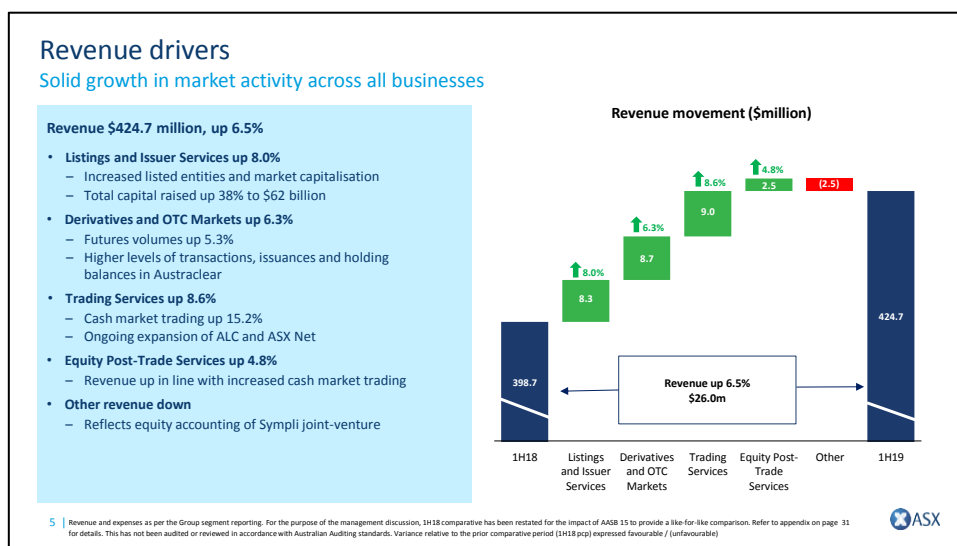 Revenue drivers
Solid growth in market activity across all businesses
Revenue $424.7 million, up 6.5%
• Listings and Issuer Services up 8.0%
– Increased listed entities and market capitalisation
– Total capital raised up 38% to $62 billion
• Derivatives and OTC Markets up 6.3%
– Futures volumes up 5.3%
– Higher levels of transactions, issuances and holding
balances in Austraclear
• Trading Services up 8.6%
– Cash market trading up 15.2%
– Ongoing expansion of ALC and ASX Net
• Equity Post-Trade Services up 4.8%
– Revenue up in line with increased cash market trading
• Other revenue down
– Reflects equity accounting of Sympli joint-venture
Revenue movement ($million)
398.7
8.0%
8.3
6.3%
8.7
8.6%
9.0
4.8%
2.5
(2.5)
424.7
Revenue up 6.5%
$26.0m
1H18
Listings
and Issuer
Services
Derivatives
and OTC
Markets
Trading
Services
Equity Post-
Trade
Services
Other
1H19
5
Revenue and expenses as per the Group segment reporting. For the purpose of the management discussion, 1H18 comparative has been restated for the impact of AASB 15 to provide a like-for-like comparison. Refer to appendix on page 31
for details. This has not been audited or reviewed in accordance with Australian Auditing standards. Variance relative to the prior comparative period (1H18 pcp) expressed favourable / (unfavourable)
ASX